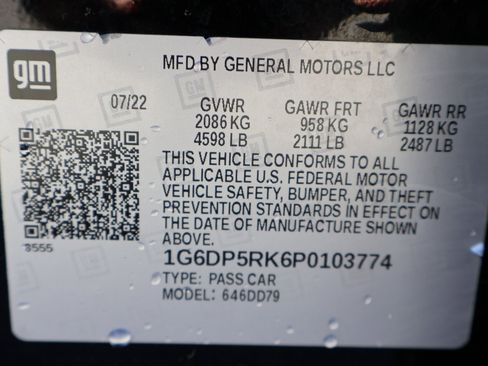 gm
MFD BY GENERAL MOTORS LLC
07/22 GVWR GAWR FRT GAWR RR
2086 KG 958 KG 1128 KG
4598 LB 2111 LB 2487 LB
THIS VEHICLE CONFORMS TO ALL
APPLICABLE U.S. FEDERAL MOTOR
VEHICLE SAFETY, BUMPER, AND THEFT
PREVENTION STANDARDS IN EFFECT ON
THE DATE OF MANUFACTURE SHOWN
ABOVE.
3555
1G6DP5RK6P0103774
TYPE: PASS CAR
MODEL: 646DD79